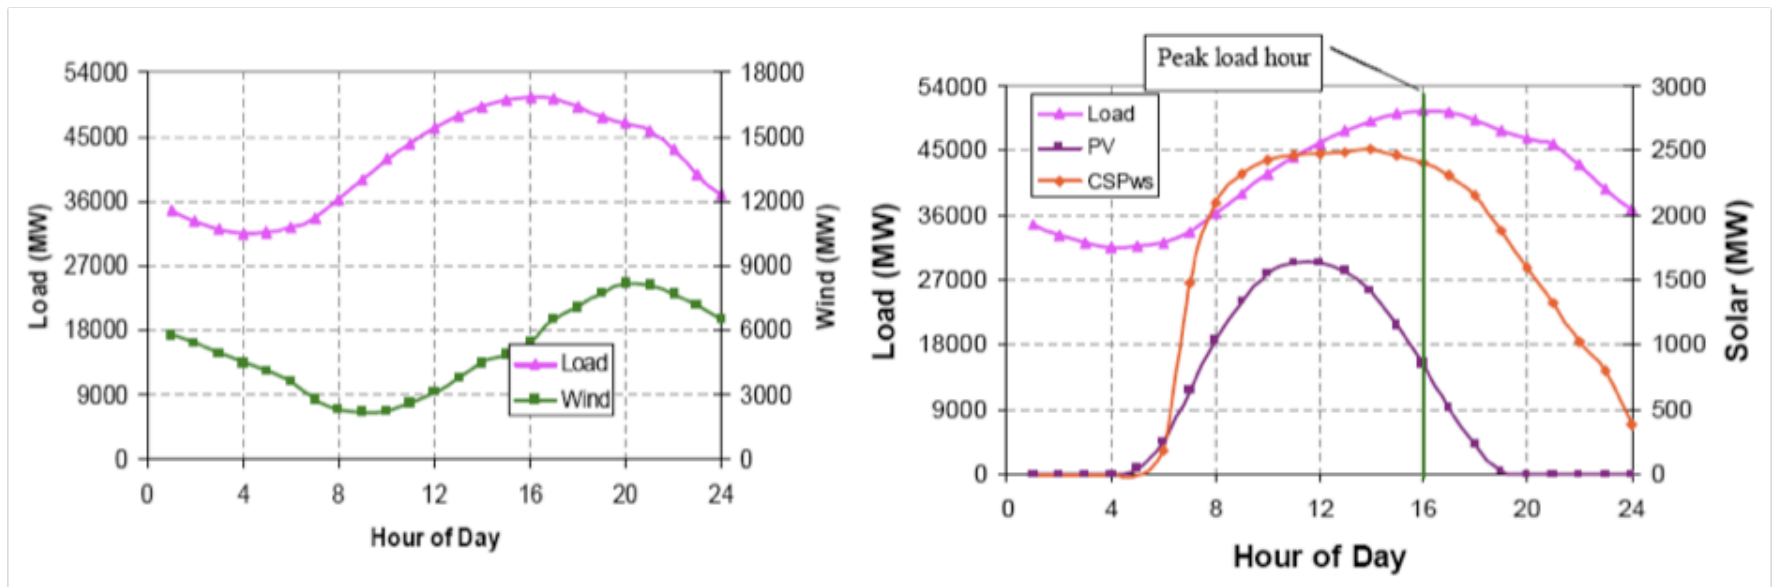 54000
45000
36000
27000
18000
9000
0
Load (MW)
18000
15000
12000
9000
6000
3000
0
Wind (MW)
Load
Wind
0 4 8 12 16 20 24
Hour of Day
Peak load hour
54000
45000
36000
27000
18000
9000
0
Load (MW)
Load
PV
CSPws
3000
2500
2000
1500
1000
500
0
Solar (MW)
0 4 8 12 16 20 24
Hour of Day